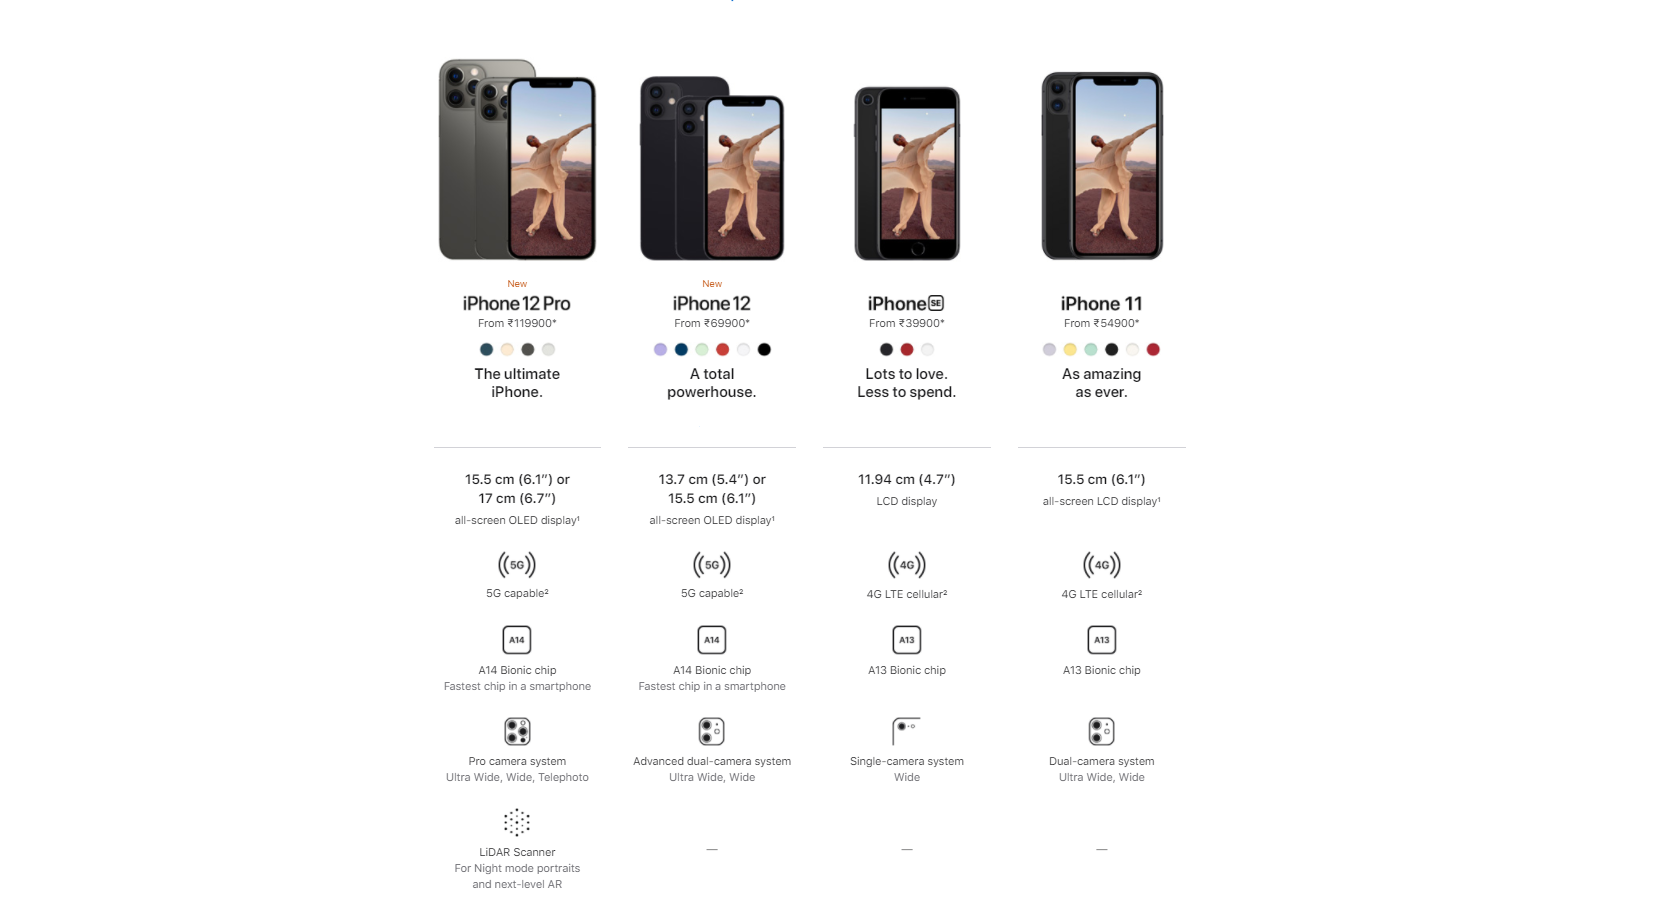 New
iPhone 12 Pro
From ₹119900*
The ultimate
iPhone.
15.5 cm (6.1″) or
17 cm (6.7″)
all-screen OLED display¹
5G
5G capable²
A14
A14 Bionic chip
Fastest chip in a smartphone
Pro camera system
Ultra Wide, Wide, Telephoto
LiDAR Scanner
For Night mode portraits
and next-level AR
New
iPhone 12
From ₹69900*
A total
powerhouse.
13.7 cm (5.4″) or
15.5 cm (6.1″)
all-screen OLED display¹
5G
5G capable²
A14
A14 Bionic chip
Fastest chip in a smartphone
Advanced dual-camera system
Ultra Wide, Wide
—
iPhone SE
From ₹39900*
Lots to love.
Less to spend.
11.94 cm (4.7″)
LCD display
4G
4G LTE cellular²
A13
A13 Bionic chip
Single-camera system
Wide
—
iPhone 11
From ₹54900*
As amazing
as ever.
15.5 cm (6.1″)
all-screen LCD display¹
4G
4G LTE cellular²
A13
A13 Bionic chip
Dual-camera system
Ultra Wide, Wide
—